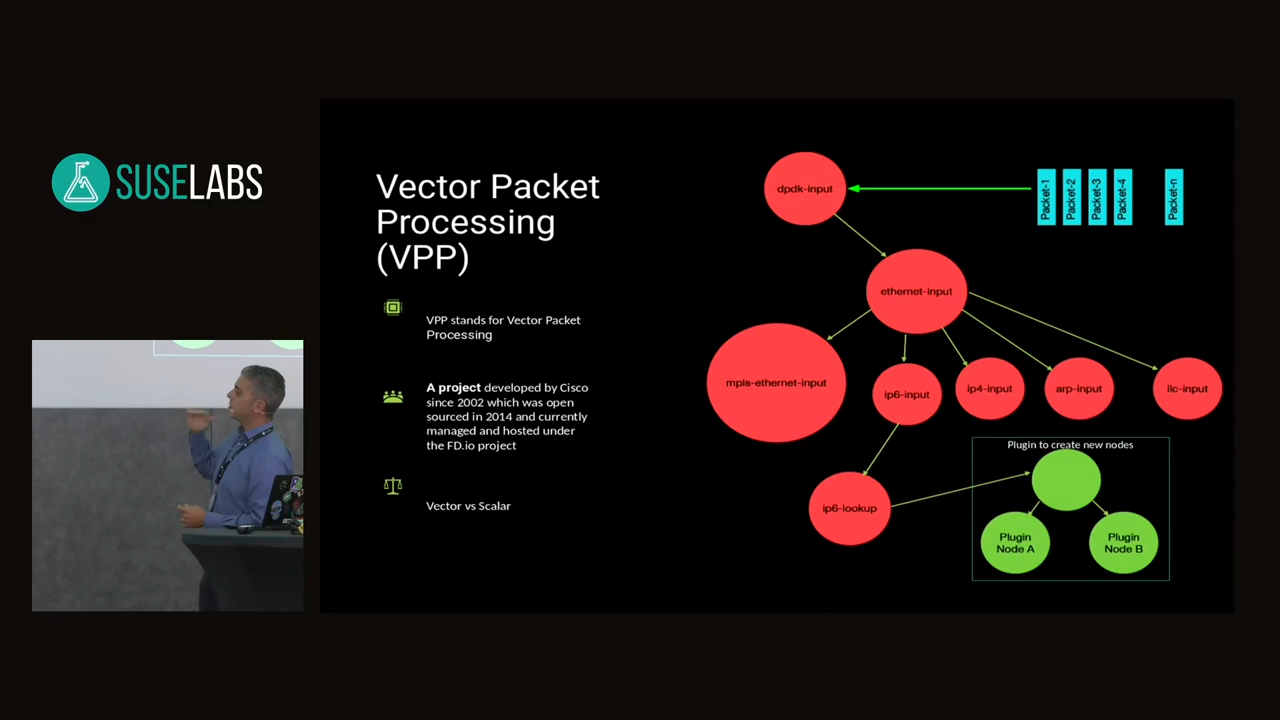 SUSELABS
Vector Packet
Processing
(VPP)
VPP stands for Vector Packet
Processing
A project developed by Cisco
since 2002 which was open
sourced in 2014 and currently
managed and hosted under
the FD.io project
Vector vs Scalar
dpdk-input
Packet-1
Packet-2
Packet-3
Packet-4
Packet-n
ethernet-input
mpls-ethernet-input
ip6-input
ip4-input
arp-input
llc-input
ip6-lookup
Plugin to create new nodes
Plugin
Node A
Plugin
Node B